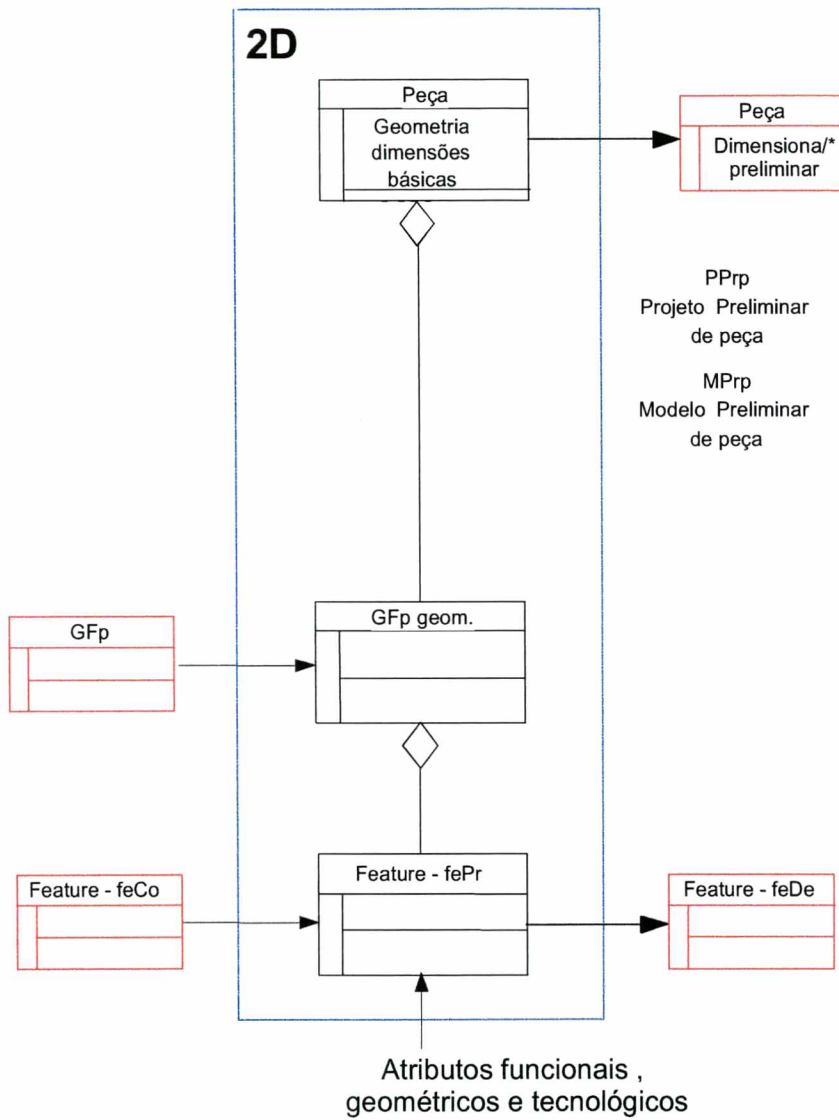 2D
Peça
Geometria
dimensões
básicas
Peça
Dimensiona/*
preliminar
PPrp
Projeto Preliminar
de peça
MPrp
Modelo Preliminar
de peça
GFp
GFp geom.
Feature - feCo
Feature - fePr
Feature - feDe
Atributos funcionais ,
geométricos e tecnológicos